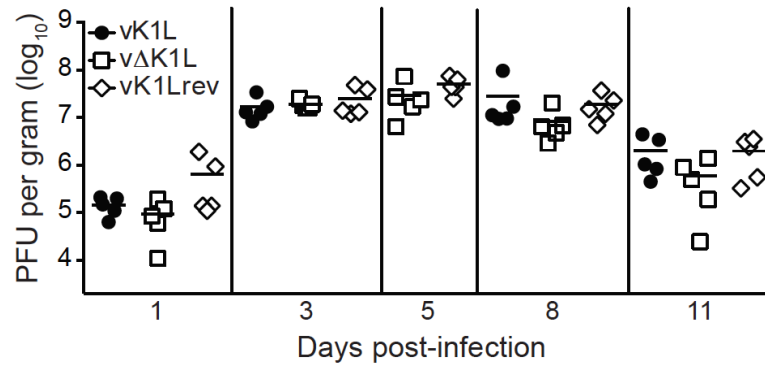 PFU per gram (log₁₀)
9
8
7
6
5
4
vK1L
vΔK1L
vK1Lrev
1 3 5 8 11
Days post-infection